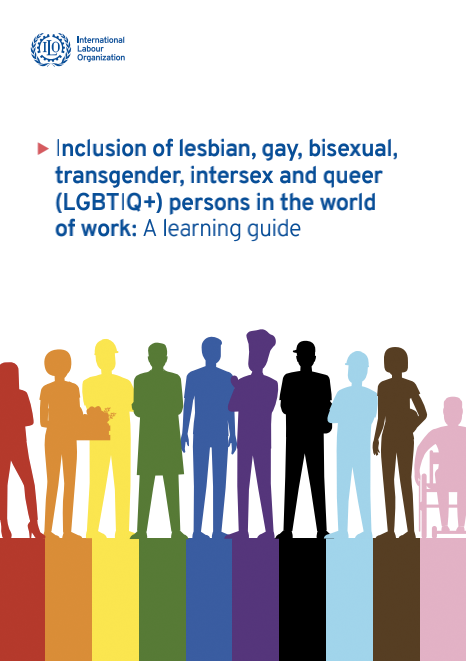 International
Labour
Organization
Inclusion of lesbian, gay, bisexual,
transgender, intersex and queer
(LGBTIQ+) persons in the world
of work: A learning guide